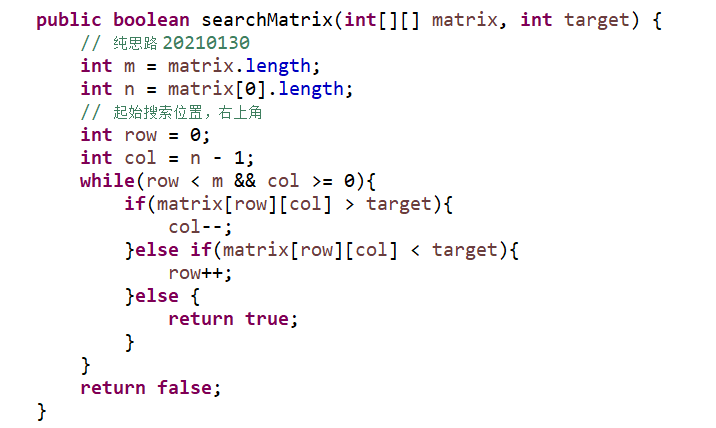 public boolean searchMatrix(int[][] matrix, int target) {
    // 纯思路 20210130
    int m = matrix.length;
    int n = matrix[0].length;
    // 起始搜索位置，右上角
    int row = 0;
    int col = n - 1;
    while(row < m && col >= 0){
        if(matrix[row][col] > target){
            col--;
        }else if(matrix[row][col] < target){
            row++;
        }else {
            return true;
        }
    }
    return false;
}